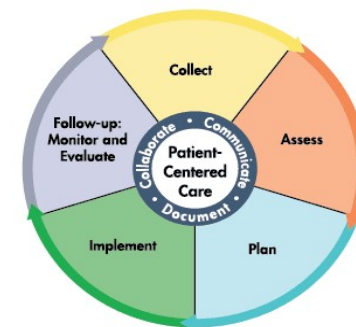 Collect
Assess
Plan
Implement
Follow-up:
Monitor and
Evaluate
Collaborate • Communicate • Document •
Patient-
Centered
Care